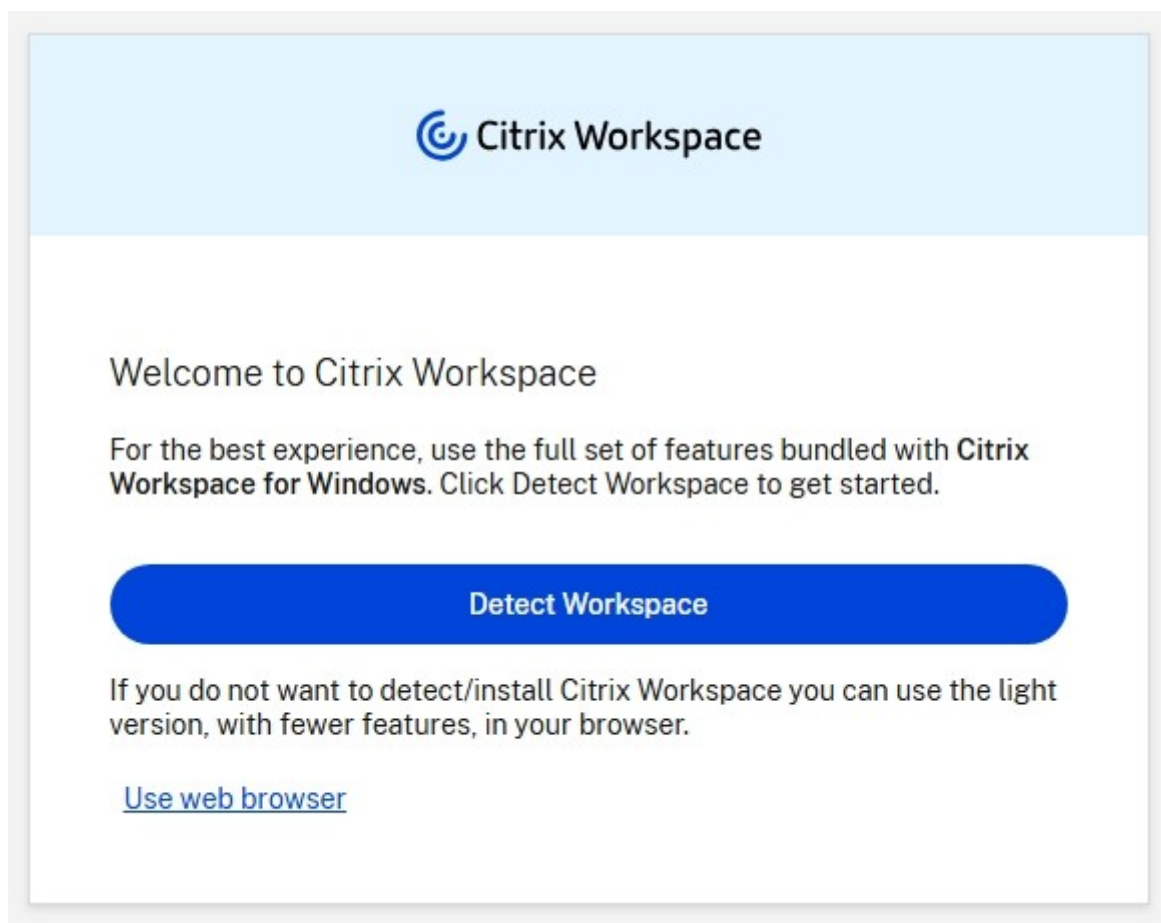 Citrix Workspace
Welcome to Citrix Workspace
For the best experience, use the full set of features bundled with Citrix
Workspace for Windows. Click Detect Workspace to get started.
Detect Workspace
If you do not want to detect/install Citrix Workspace you can use the light
version, with fewer features, in your browser.
Use web browser